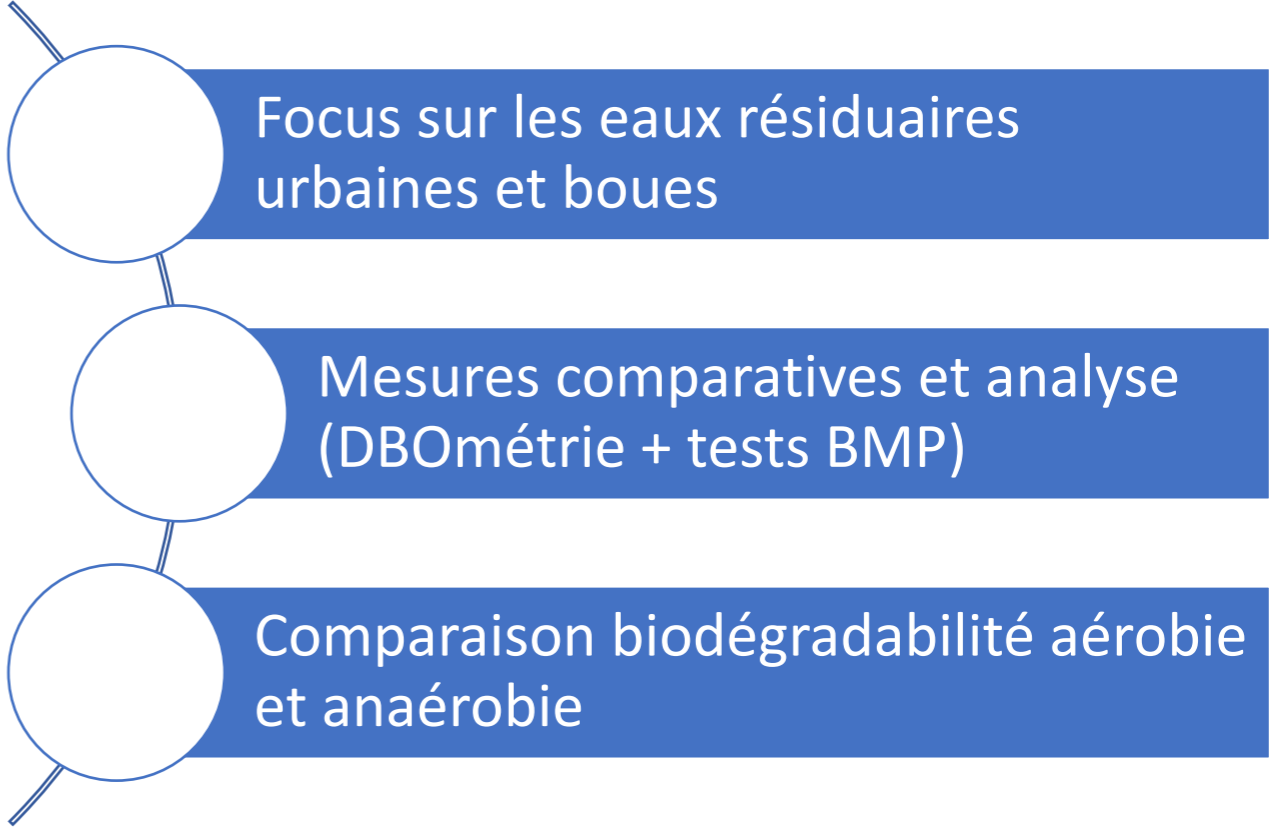 Focus sur les eaux résiduaires
urbaines et boues
Mesures comparatives et analyse
(DBOmétrie + tests BMP)
Comparaison biodégradabilité aérobie
et anaérobie